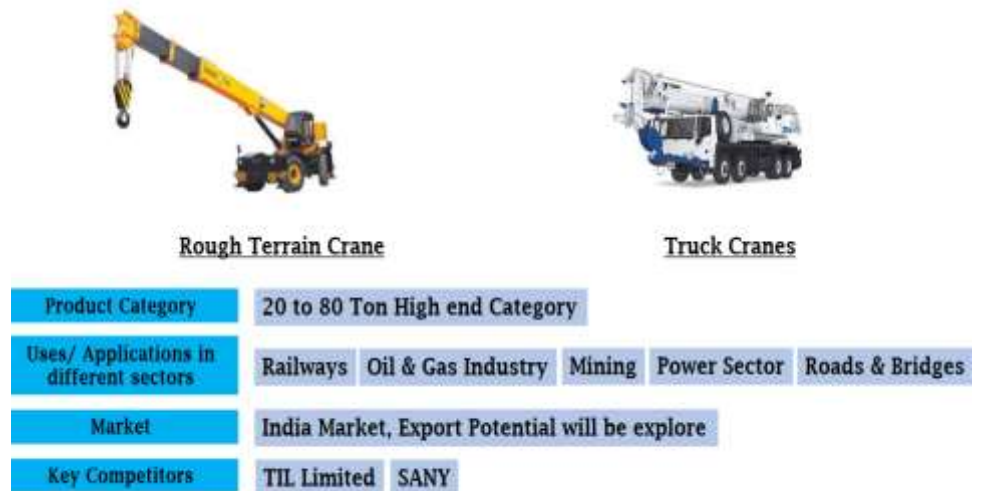 Rough Terrain Crane
Truck Cranes
Product Category
20 to 80 Ton High end Category
Uses/ Applications in
different sectors
Railways
Oil & Gas Industry
Mining
Power Sector
Roads & Bridges
Market
India Market, Export Potential will be explore
Key Competitors
TIL Limited
SANY